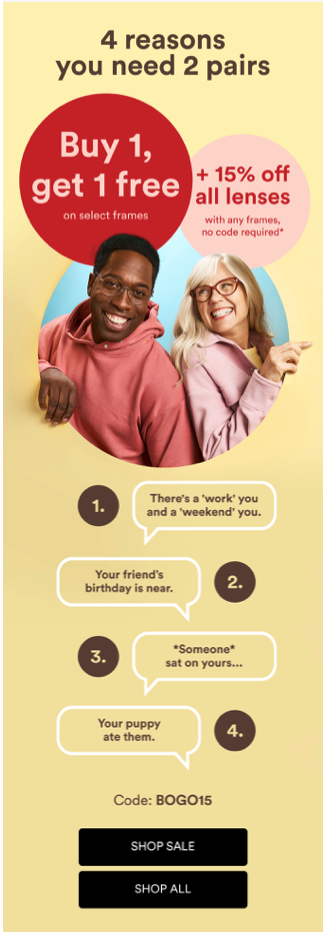 4 reasons
you need 2 pairs
Buy 1,
get 1 free
on select frames
+ 15% off
all lenses
with any frames,
no code required*
1.
There's a 'work' you
and a 'weekend' you.
Your friend's
birthday is near.
2.
3.
*Someone*
sat on yours...
Your puppy
ate them.
4.
Code: BOGO15
SHOP SALE
SHOP ALL